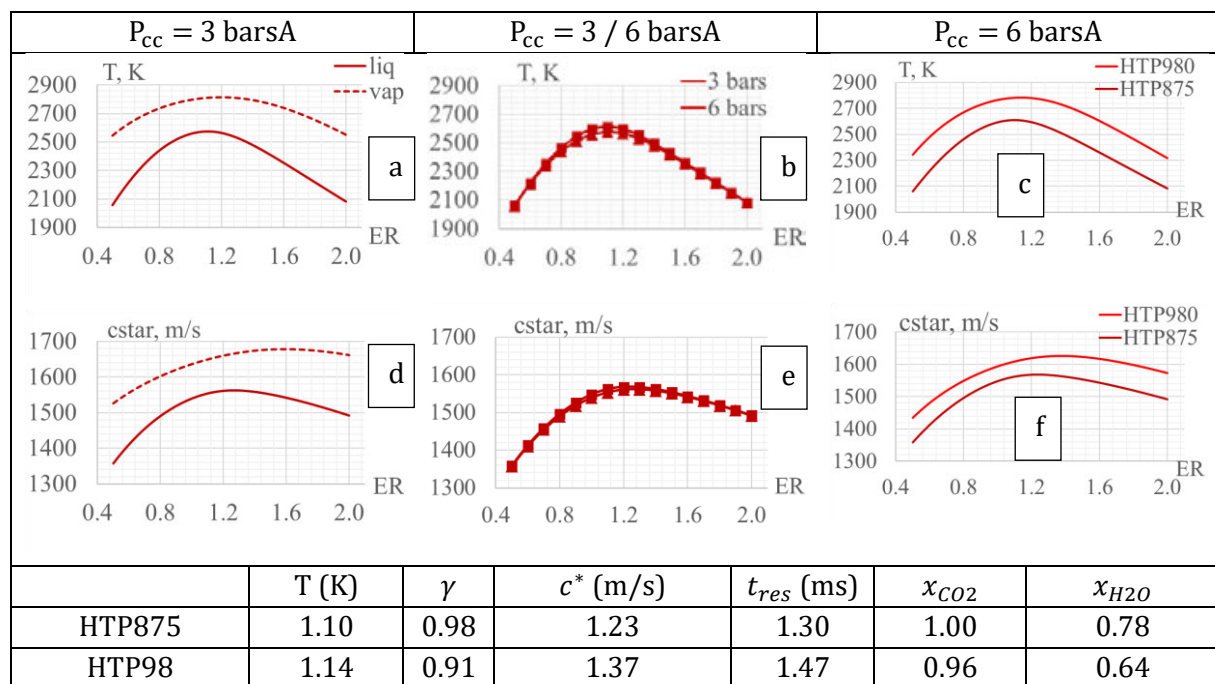 P_cc = 3 barsA P_cc = 3 / 6 barsA P_cc = 6 barsA
T, K liq vap
2900
2700
2500
2300
2100
1900
0.4 0.8 1.2 1.6 2.0 ER
a
T, K 3 bars 6 bars
2900
2700
2500
2300
2100
1900
0.4 0.8 1.2 1.6 2.0 ER
b
T, K HTP980 HTP875
2900
2700
2500
2300
2100
1900
0.4 0.8 1.2 1.6 2.0 ER
c
cstar, m/s
1700
1600
1500
1400
1300
0.4 0.8 1.2 1.6 2.0 ER
d
cstar, m/s
1700
1600
1500
1400
1300
0.4 0.8 1.2 1.6 2.0 ER
e
cstar, m/s HTP980 HTP875
1700
1600
1500
1400
1300
0.4 0.8 1.2 1.6 2.0 ER
f
T (K) γ c* (m/s) t_res (ms) x_CO2 x_H2O
HTP875 1.10 0.98 1.23 1.30 1.00 0.78
HTP98 1.14 0.91 1.37 1.47 0.96 0.64